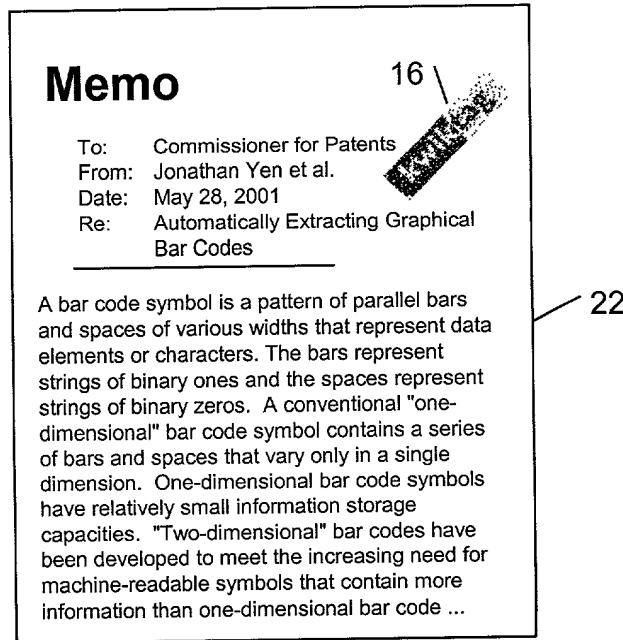 Memo
16
To: Commissioner for Patents
From: Jonathan Yen et al.
Date: May 28, 2001
Re: Automatically Extracting Graphical
Bar Codes
22
A bar code symbol is a pattern of parallel bars
and spaces of various widths that represent data
elements or characters. The bars represent
strings of binary ones and the spaces represent
strings of binary zeros. A conventional "one-
dimensional" bar code symbol contains a series
of bars and spaces that vary only in a single
dimension. One-dimensional bar code symbols
have relatively small information storage
capacities. "Two-dimensional" bar codes have
been developed to meet the increasing need for
machine-readable symbols that contain more
information than one-dimensional bar code ...